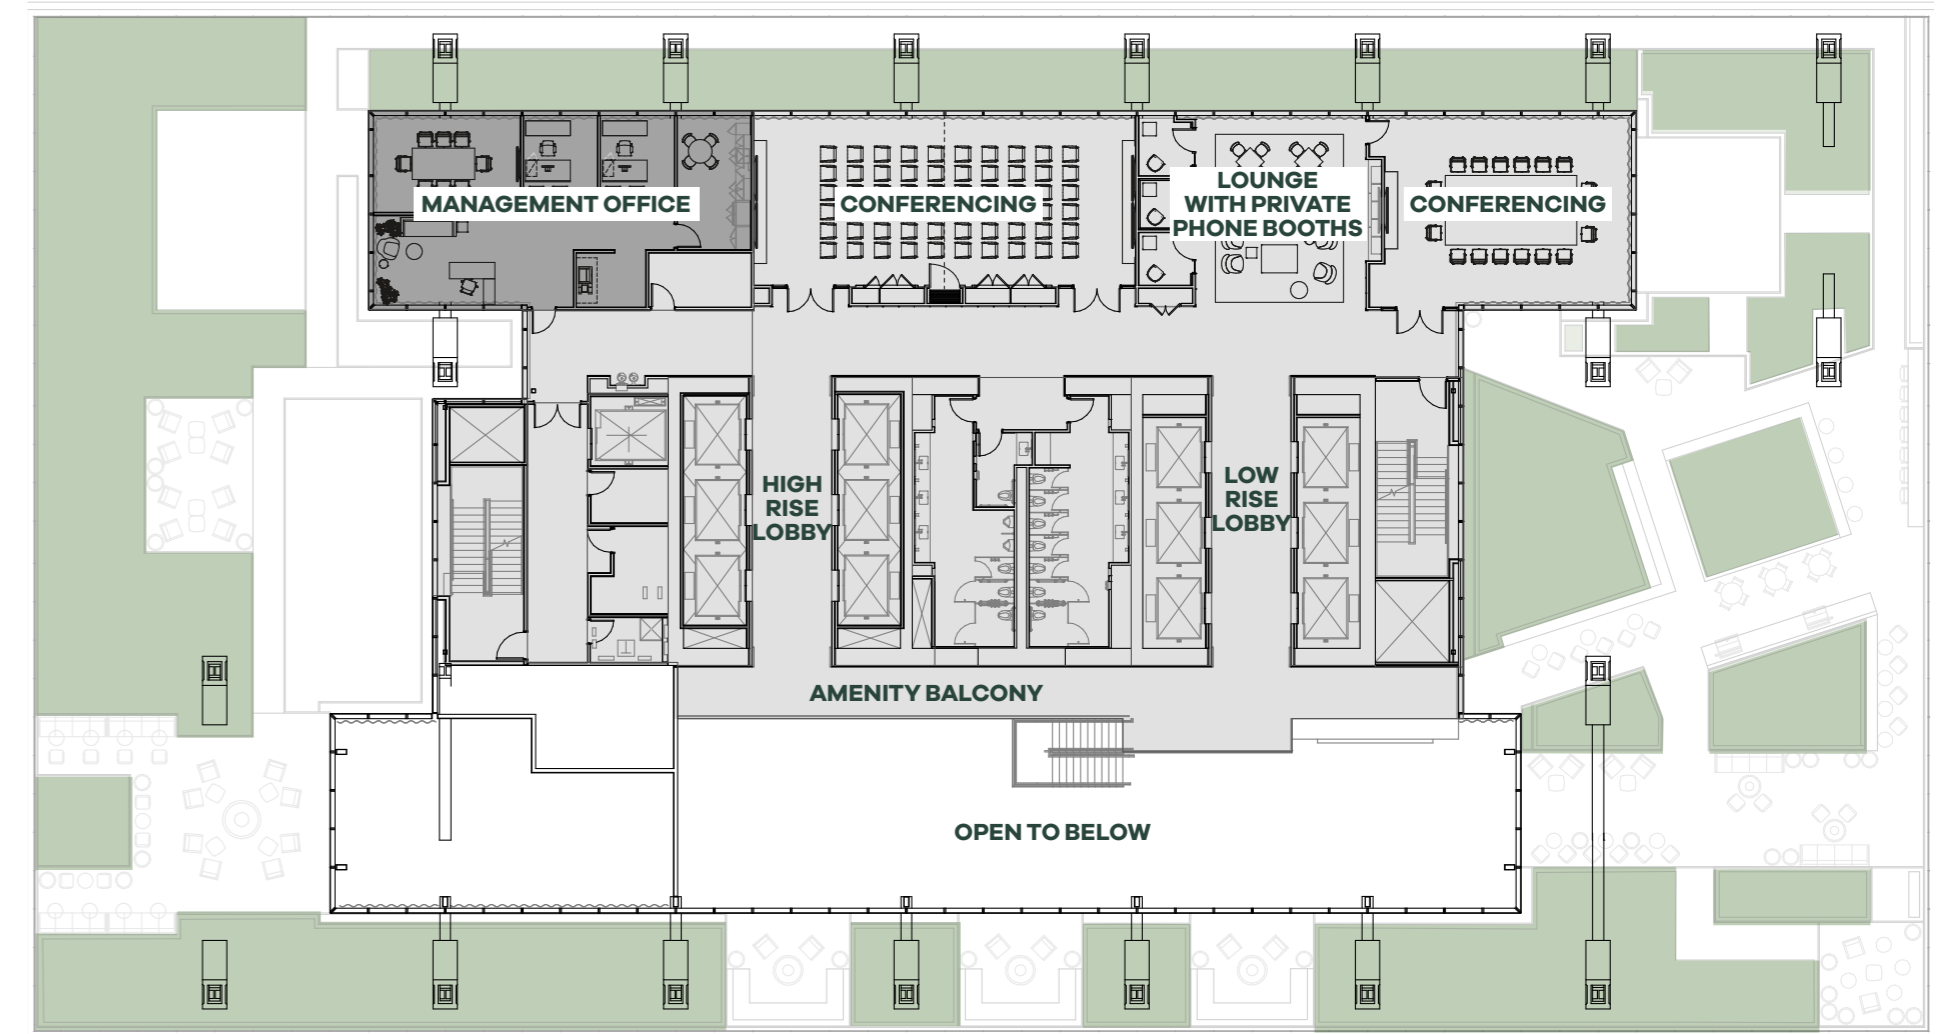 MANAGEMENT OFFICE
CONFERENCING
LOUNGE
WITH PRIVATE
PHONE BOOTHS
CONFERENCING
HIGH
RISE
LOBBY
LOW
RISE
LOBBY
AMENITY BALCONY
OPEN TO BELOW